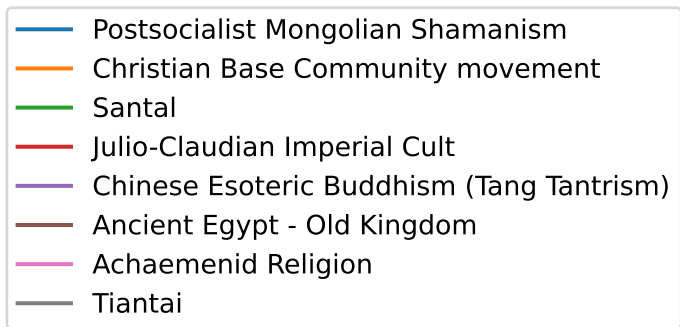 Postsocialist Mongolian Shamanism
Christian Base Community movement
Santal
Julio-Claudian Imperial Cult
Chinese Esoteric Buddhism (Tang Tantrism)
Ancient Egypt - Old Kingdom
Achaemenid Religion
Tiantai